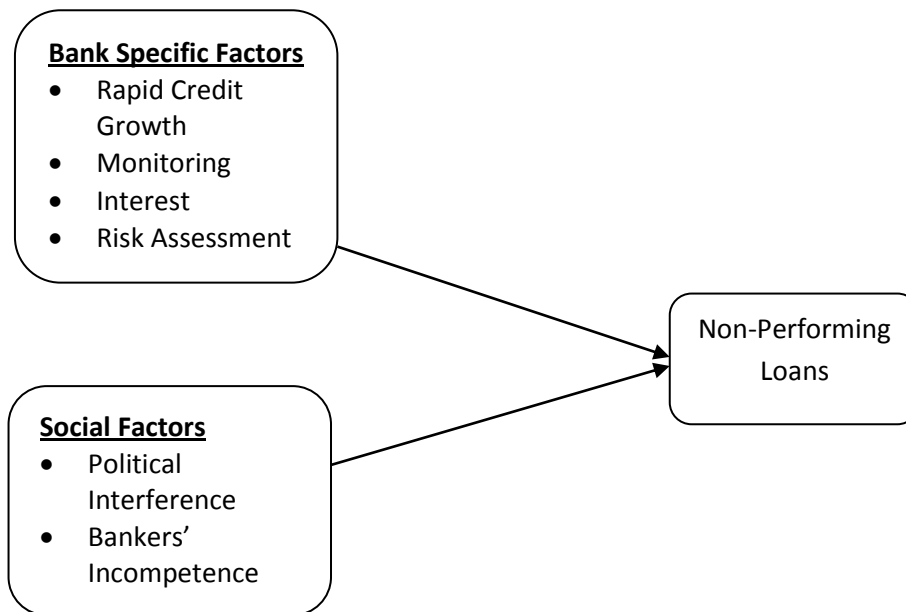 Bank Specific Factors
• Rapid Credit
Growth
• Monitoring
• Interest
• Risk Assessment
Non-Performing
Loans
Social Factors
• Political
Interference
• Bankers’
Incompetence